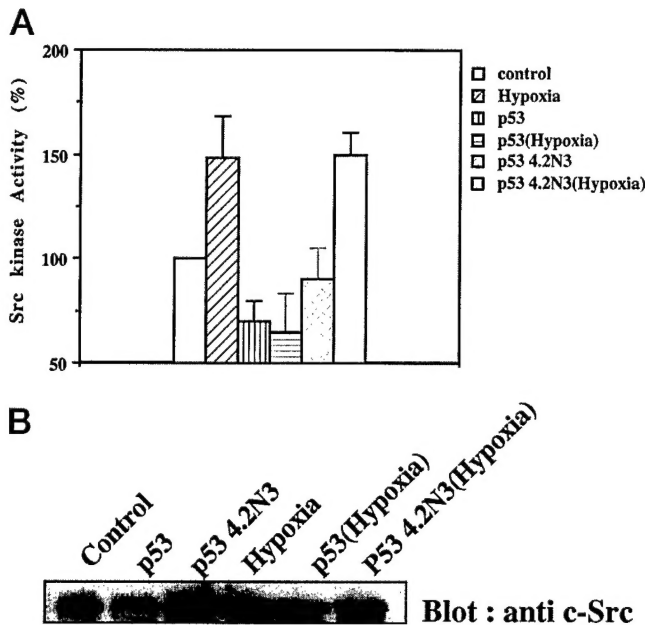 A
200
150
100
50
Src kinase Activity (%)
control
Hypoxia
p53
p53(Hypoxia)
p53 4.2N3
p53 4.2N3(Hypoxia)
B
Control
p53
p53 4.2N3
Hypoxia
p53(Hypoxia)
P53 4.2N3(Hypoxia)
Blot : anti c-Src